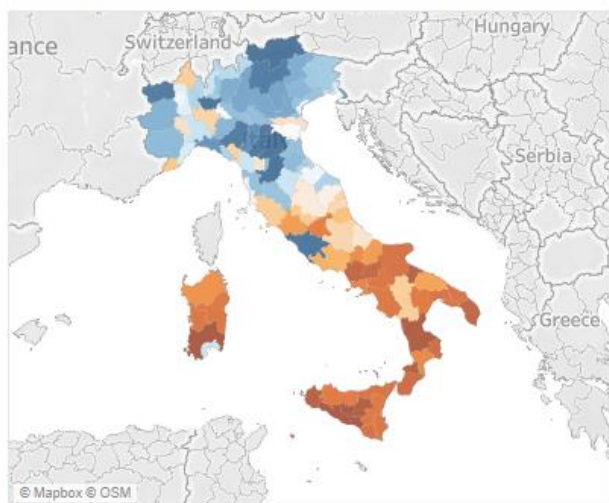 Hungary
Switzerland
ance
Serbia
Greece
© Mapbox © OSM